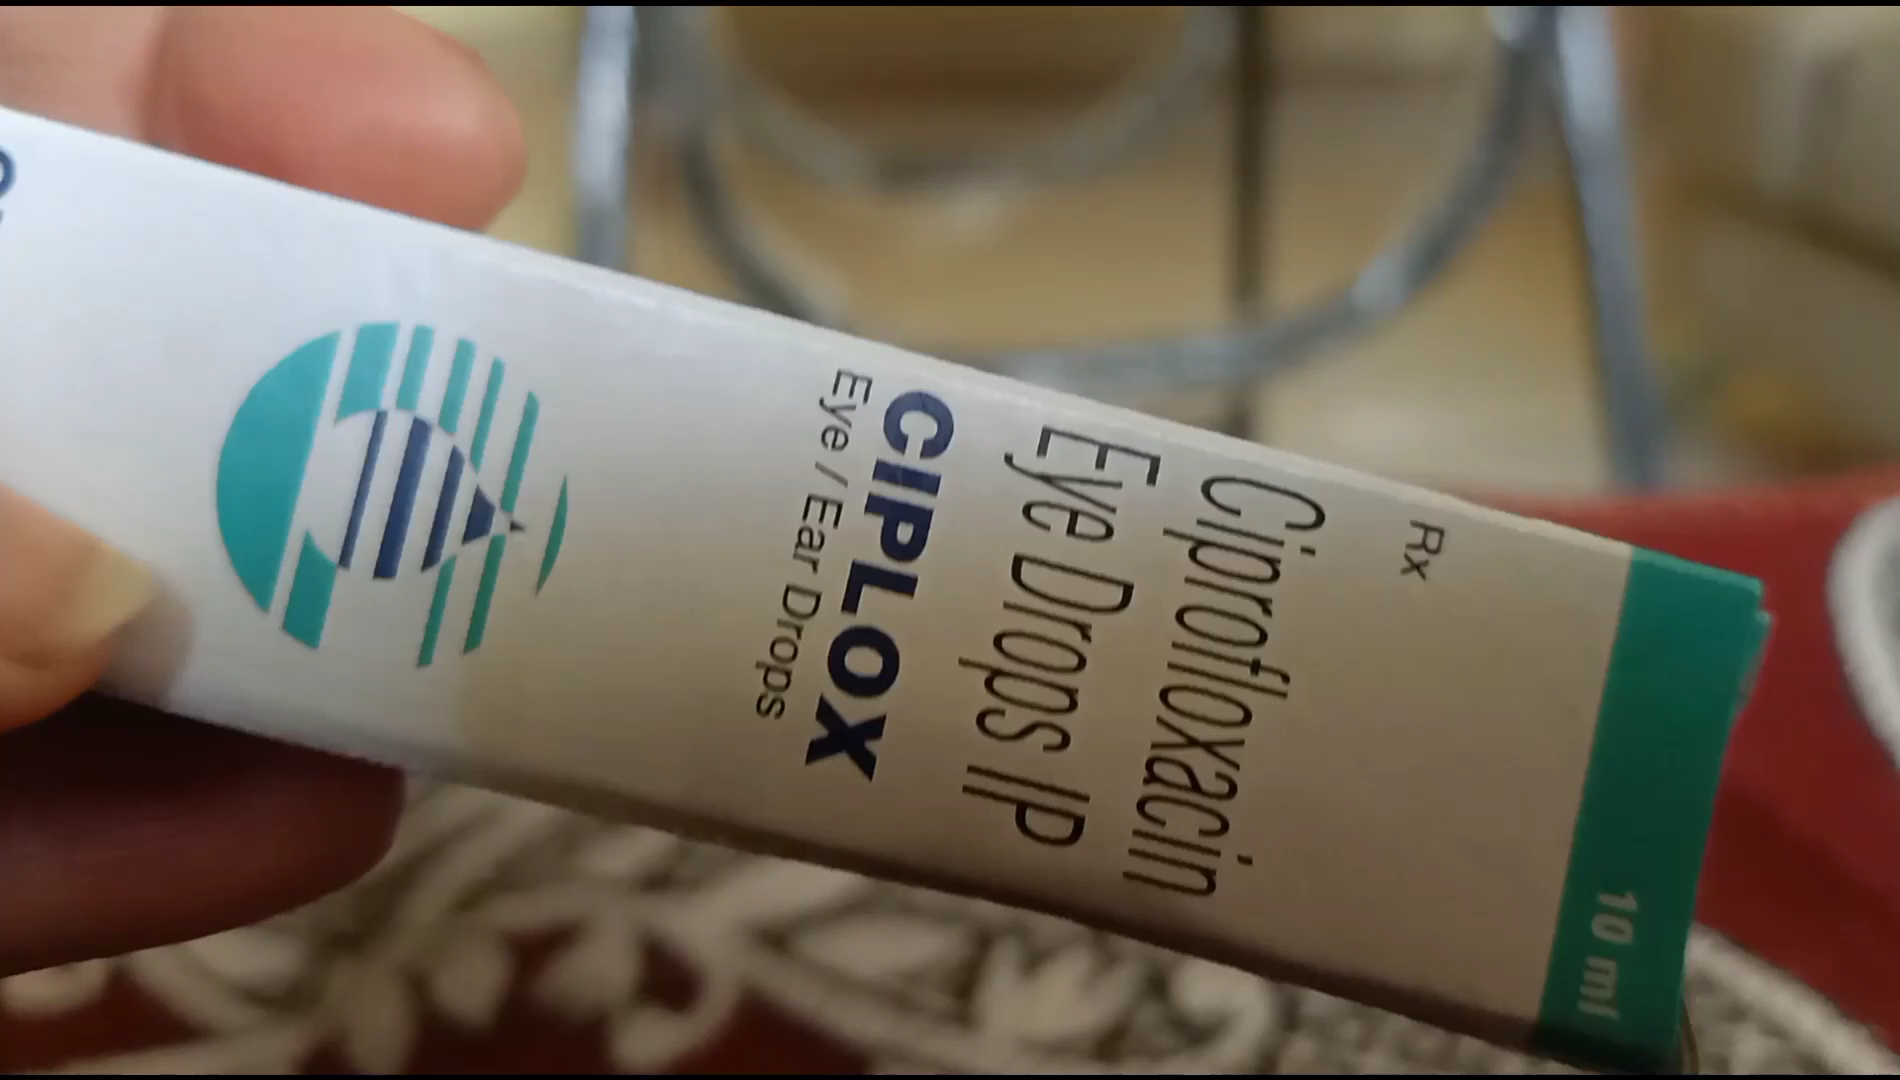 Rx
Ciprofloxacin
Eye Drops IP
CIPLOX
Eye / Ear Drops
10 ml